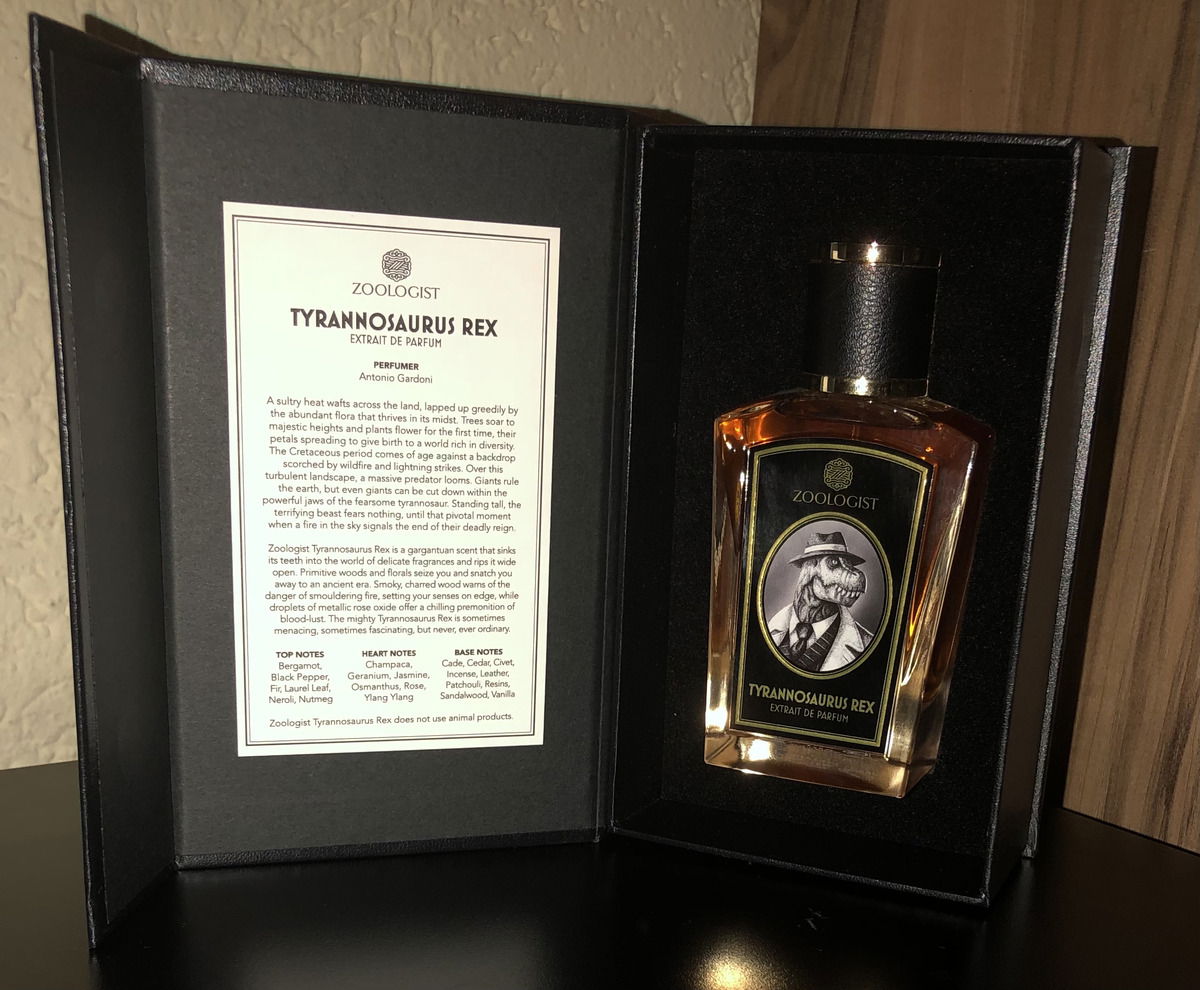 ZOOLOGIST
TYRANNOSAURUS REX
EXTRAIT DE PARFUM
PERFUMER
Antonio Gardoni
A sultry heat wafts across the land, lapped up greedily by
the abundant flora that thrives in its midst. Trees soar to
majestic heights and plants flower for the first time, their
petals spreading to give birth to a world rich in diversity.
The Cretaceous period comes of age against a backdrop
scorched by wildfire and lightning strikes. Over this
turbulent landscape, a massive predator looms. Giants rule
the earth, but even giants can be cut down within the
powerful jaws of the fearsome tyrannosaur. Standing tall, the
terrifying beast fears nothing, until that pivotal moment
when a fire in the sky signals the end of their deadly reign.
Zoologist Tyrannosaurus Rex is a gargantuan scent that sinks
its teeth into the world of delicate fragrances and rips it wide
open. Primitive woods and florals seize you and snatch you
away to an ancient era. Smoky, charred wood warns of the
danger of smouldering fire, setting your senses on edge, while
droplets of metallic rose oxide offer a chilling premonition of
blood-lust. The mighty Tyrannosaurus Rex is sometimes
menacing, sometimes fascinating, but never, ever ordinary.
TOP NOTES
Bergamot,
Black Pepper,
Fir, Laurel Leaf,
Neroli, Nutmeg
HEART NOTES
Champaca,
Geranium, Jasmine,
Osmanthus, Rose,
Ylang Ylang
BASE NOTES
Cade, Cedar, Civet,
Incense, Leather,
Patchouli, Resins,
Sandalwood, Vanilla
Zoologist Tyrannosaurus Rex does not use animal products.
ZOOLOGIST
TYRANNOSAURUS REX
EXTRAIT DE PARFUM